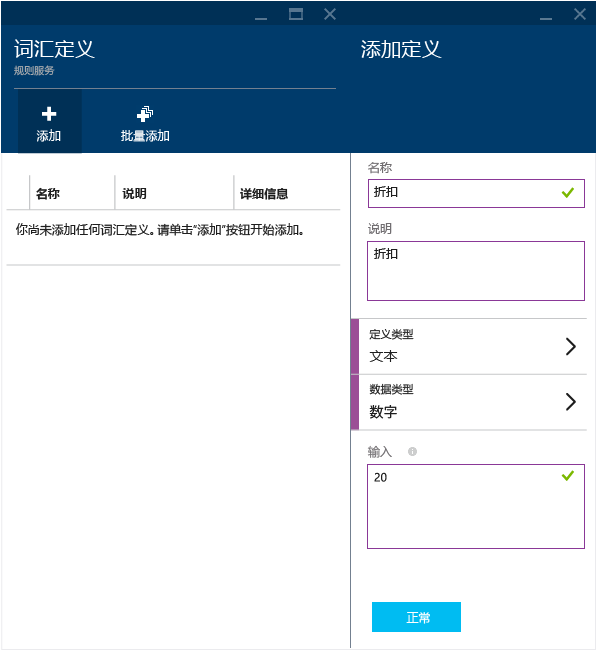 词汇定义
规则服务
添加
批量添加
名称
说明
详细信息
你尚未添加任何词汇定义。请单击“添加”按钮开始添加。
添加定义
名称
折扣
说明
折扣
定义类型
文本
数据类型
数字
输入
20
正常